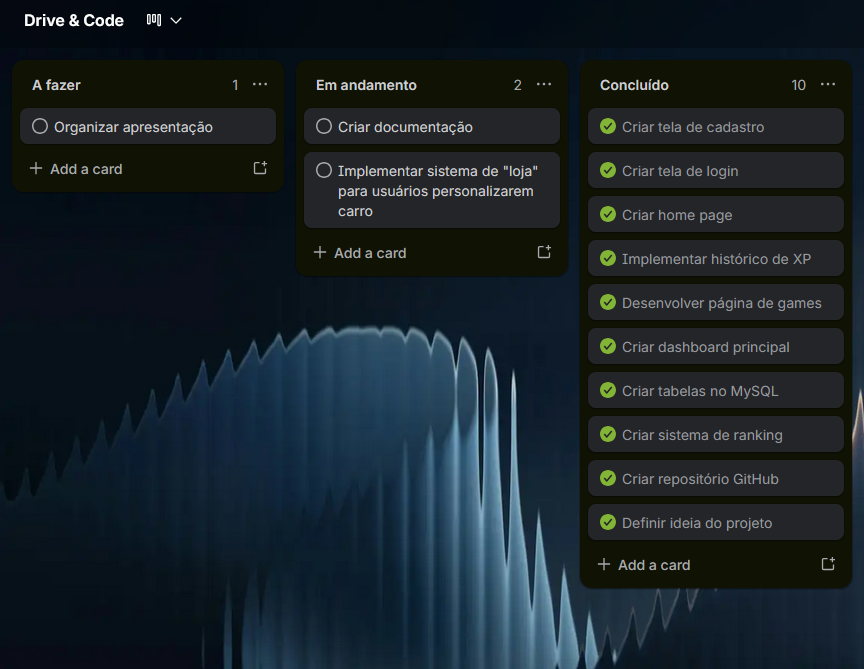 Drive & Code
A fazer
1
Organizar apresentação
Add a card
Em andamento
2
Criar documentação
Implementar sistema de "loja"
para usuários personalizarem
carro
Add a card
Concluído
10
Criar tela de cadastro
Criar tela de login
Criar home page
Implementar histórico de XP
Desenvolver página de games
Criar dashboard principal
Criar tabelas no MySQL
Criar sistema de ranking
Criar repositório GitHub
Definir ideia do projeto
Add a card